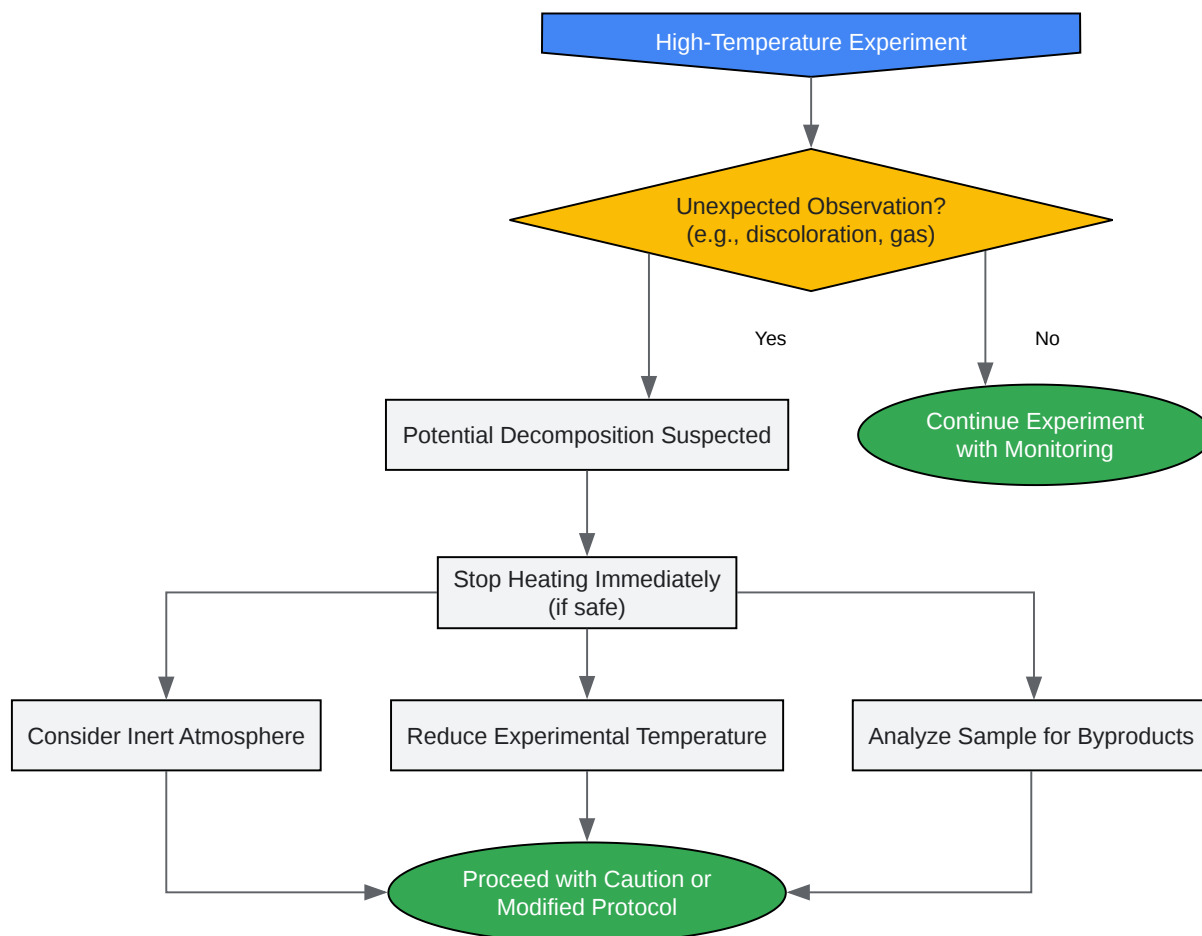 High-Temperature Experiment
Unexpected Observation?
(e.g., discoloration, gas)
Yes
No
Potential Decomposition Suspected
Continue Experiment
with Monitoring
Stop Heating Immediately
(if safe)
Consider Inert Atmosphere
Reduce Experimental Temperature
Analyze Sample for Byproducts
Proceed with Caution or
Modified Protocol